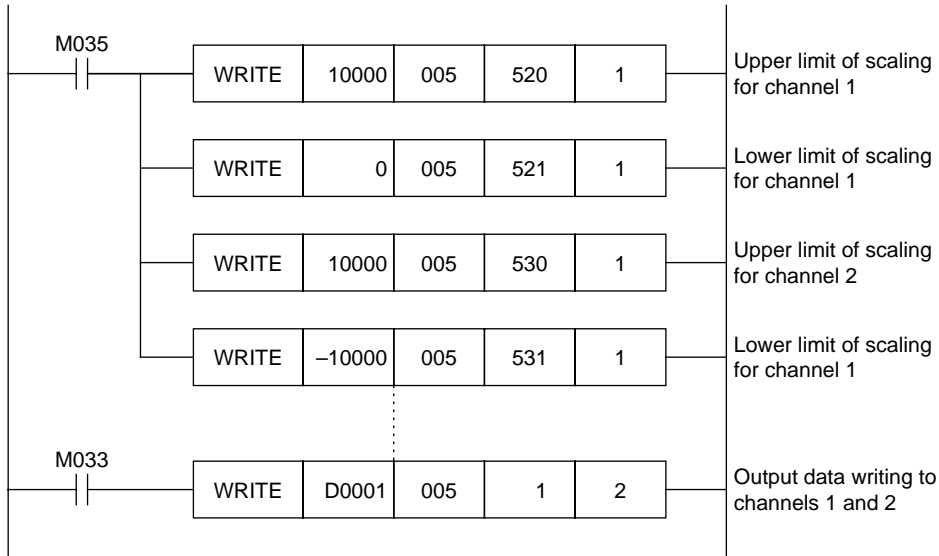 M035
WRITE 10000 005 520 1
Upper limit of scaling
for channel 1
WRITE 0 005 521 1
Lower limit of scaling
for channel 1
WRITE 10000 005 530 1
Upper limit of scaling
for channel 2
WRITE –10000 005 531 1
Lower limit of scaling
for channel 1
M033
WRITE D0001 005 1 2
Output data writing to
channels 1 and 2